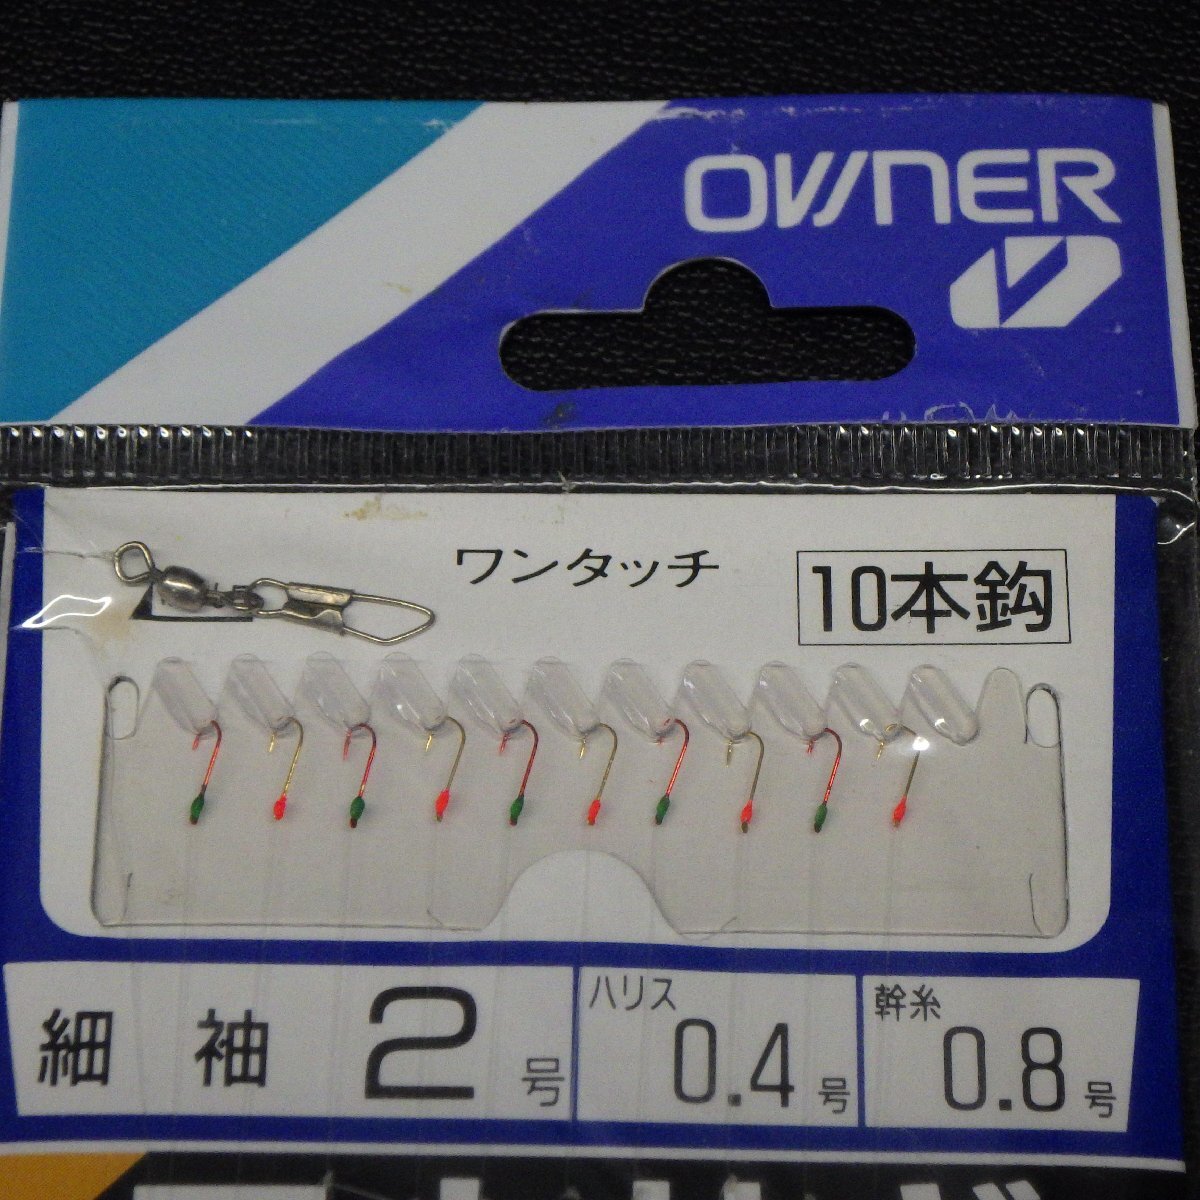 OWNER
ワンタッチ
10本鈎
細袖2号
ハリス
0.4号
幹糸
0.8号